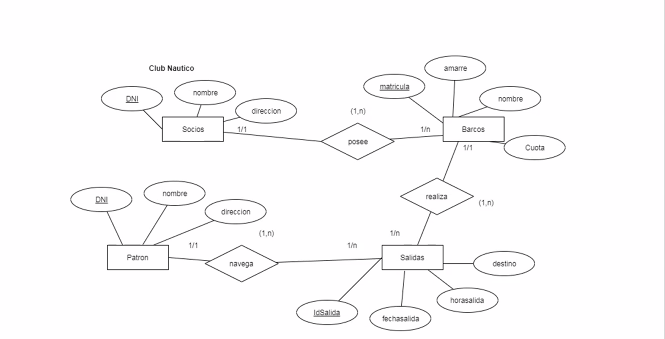 Club Nautico
DNI
nombre
direccion
Socios
1/1
(1,n)
posee
1/n
matricula
amarre
nombre
Barcos
Cuota
1/1
realiza
(1,n)
1/n
DNI
nombre
direccion
Patron
1/1
(1,n)
navega
1/n
Salidas
destino
horasalida
fechasalida
IdSalida